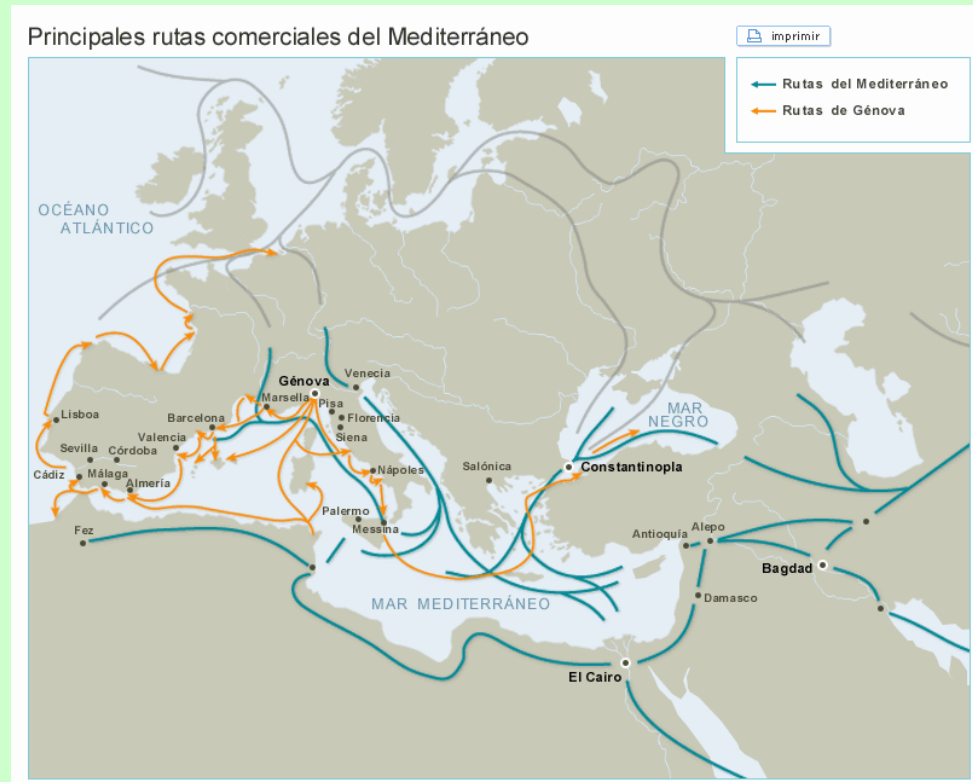 Principales rutas comerciales del Mediterráneo
imprimir
Rutas del Mediterráneo
Rutas de Génova
OCÉANO
ATLÁNTICO
Génova
Venecia
Marsella
Pisa
Florencia
Siena
Barcelona
Lisboa
Valencia
Sevilla
Córdoba
Cádiz
Málaga
Almería
Nápoles
Salónica
MAR
NEGRO
Constantinopla
Palermo
Messina
Fez
Antioquía
Alepo
Bagdad
MAR MEDITERRÁNEO
Damasco
El Cairo